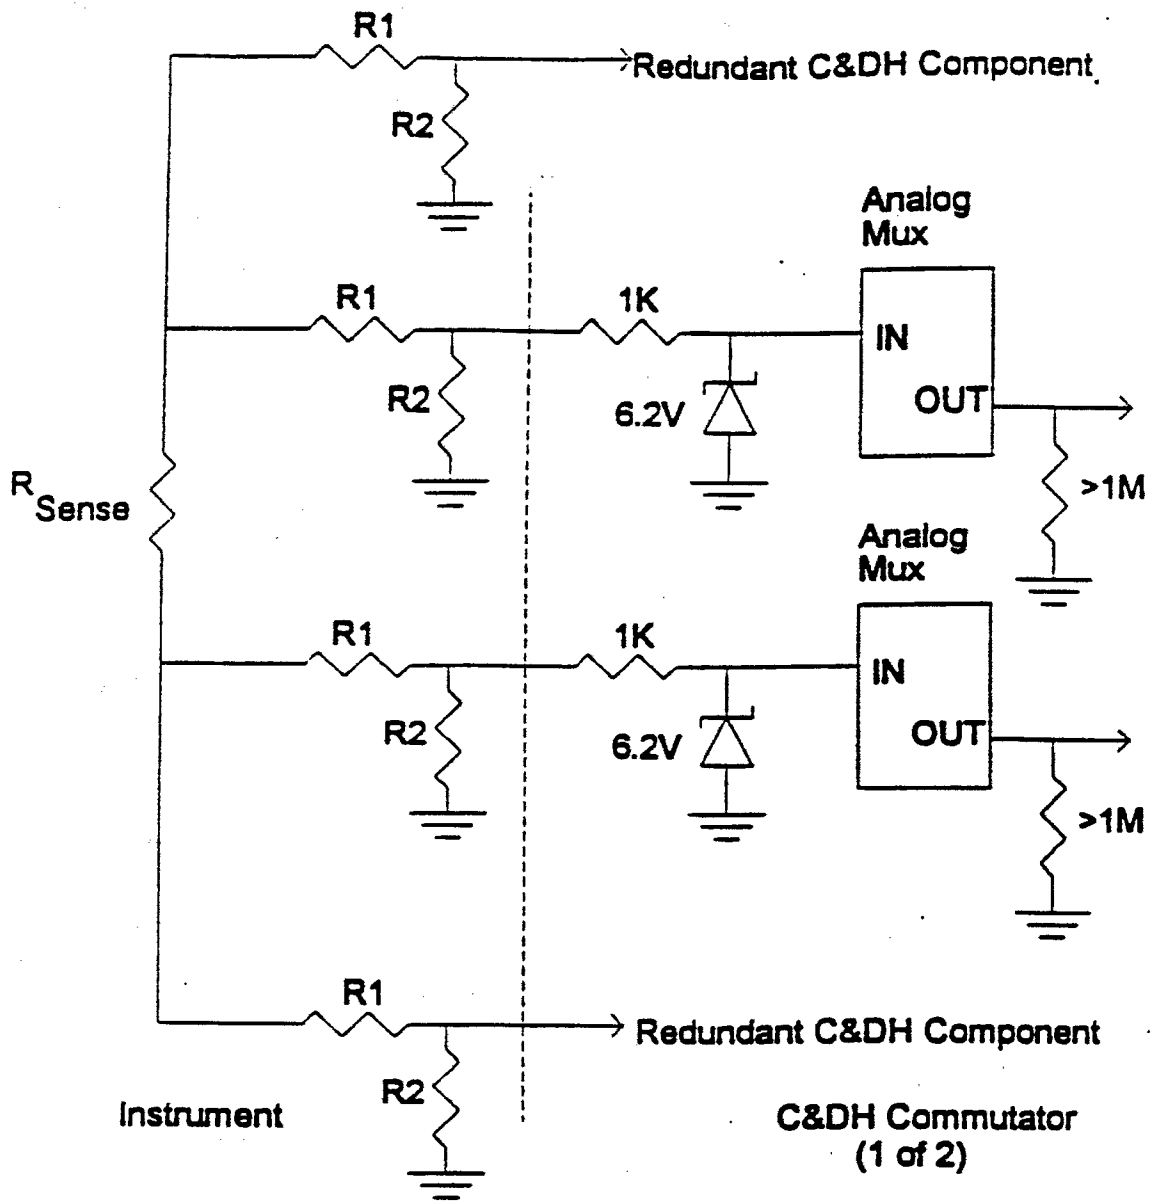 R1
Redundant C&DH Component
R2
Analog
Mux
R1
1K
IN
R2
6.2V
OUT
R Sense
>1M
Analog
Mux
R1
1K
IN
R2
6.2V
OUT
>1M
R1
Redundant C&DH Component
R2
Instrument
C&DH Commutator
(1 of 2)